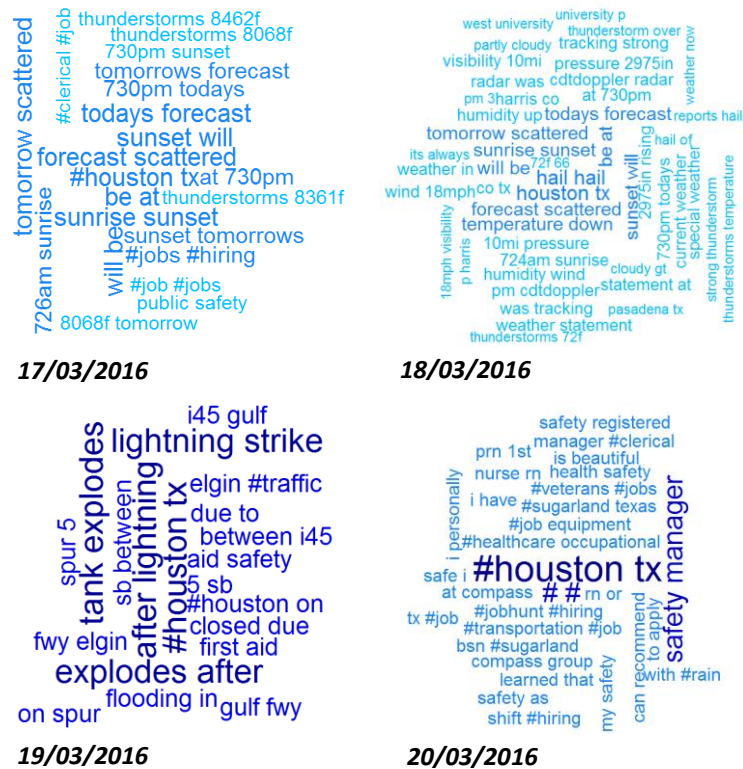 thunderstorms 8462f
thunderstorms 8068f
730pm sunset
tomorrows forecast
730pm todays
#clerical #job
tomorrow scattered
todays forecast
sunset will
forecast scattered
#houston tx
at 730pm
be at
thunderstorms 8361f
sunrise sunset
726am sunrise
will be
sunset tomorrows
#jobs #hiring
#job #jobs
public safety
8068f tomorrow
17/03/2016
university p
west university
thunderstorm over
partly cloudy
tracking strong
weather now
visibility 10mi
pressure 2975in
radar was
cdtdoppler radar
pm 3
harris co
at 730pm
humidity up
todays forecast
reports hail
tomorrow scattered
be at
its always
sunrise sunset
hail of
weather in
will be
72f 66
hail hail
sunset will
2975in rising
wind 18mph
co tx
houston tx
730pm todays
current weather
special weather
forecast scattered
temperature down
strong thunderstorm
thunderstorms temperature
18mph visibility
p harris
10mi pressure
724am sunrise
humidity wind
cloudy gt
pm cdtdoppler
statement at
was tracking
pasadena tx
weather statement
thunderstorms 72f
18/03/2016
i45 gulf
lightning strike
tank explodes
spur 5
sb between
after lightning
#houston tx
elgin #traffic
due to
between i45
aid safety
5 sb
#houston on
closed due
fwy elgin
first aid
explodes after
flooding in
gulf fwy
on spur
19/03/2016
safety registered
manager #clerical
prn 1st
is beautiful
nurse rn
health safety
i personally
#veterans #jobs
i have
#sugarland texas
#job equipment
#healthcare occupational
safety manager
safe i
#houston tx
at compass
# #
rn or
tx #job
#jobhunt #hiring
#transportation #job
bsn #sugarland
compass group
can recommend
to apply
with #rain
learned that
my safety
safety as
shift #hiring
20/03/2016